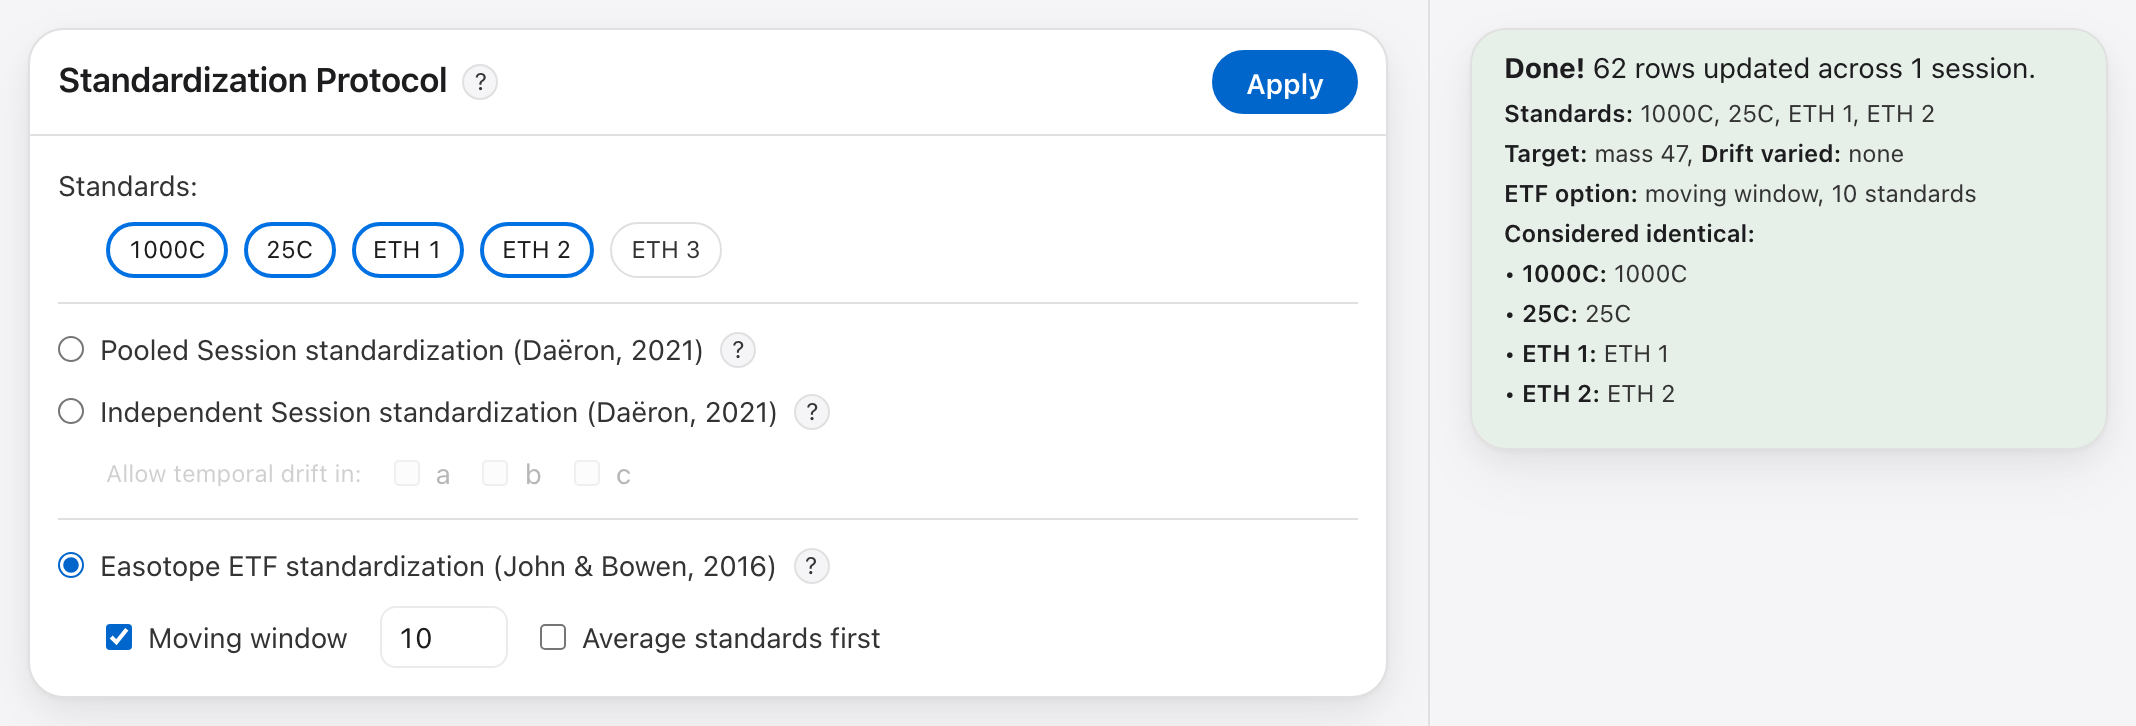 Standardization Protocol ?
Apply
Standards:
1000C 25C ETH 1 ETH 2 ETH 3
Pooled Session standardization (Daëron, 2021) ?
Independent Session standardization (Daëron, 2021) ?
Allow temporal drift in: a b c
Easotope ETF standardization (John & Bowen, 2016) ?
Moving window 10 Average standards first
Done! 62 rows updated across 1 session.
Standards: 1000C, 25C, ETH 1, ETH 2
Target: mass 47, Drift varied: none
ETF option: moving window, 10 standards
Considered identical:
• 1000C: 1000C
• 25C: 25C
• ETH 1: ETH 1
• ETH 2: ETH 2